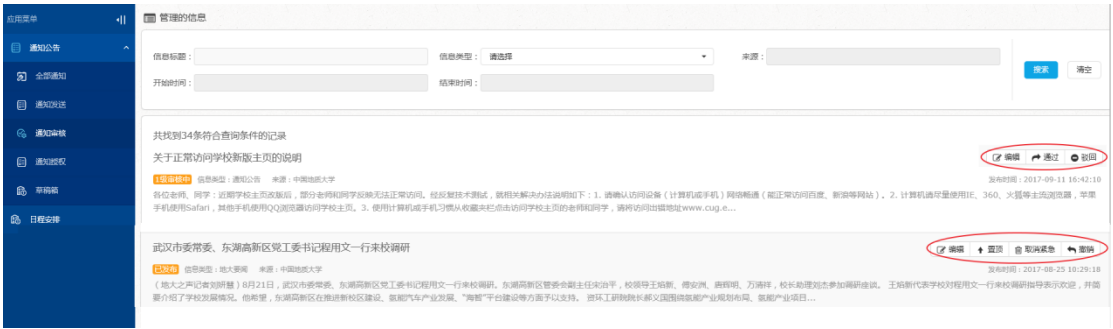 应用菜单
管理的信息
通知公告
全部通知
通知发送
通知审核
通知授权
草稿箱
日程安排
信息标题：
信息类型： 请选择
来源：
搜索 清空
开始时间：
结束时间：
共找到34条符合查询条件的记录
关于正常访问学校新版主页的说明
编辑 通过 驳回
1级审核中 信息类型：通知公告 来源：中国地质大学
发布时间：2017-09-11 16:42:10
各位老师、同学：近期学校主页改版后，部分老师和同学反映无法正常访问。经反复技术测试，就相关解决办法说明如下：1. 请确认访问设备（计算机或手机）网络畅通（能正常访问百度、新浪等网站）。2. 计算机请尽量使用IE、360、火狐等主流浏览器，苹果
手机使用Safari，其他手机使用QQ浏览器访问学校主页。3. 使用计算机或手机习惯从收藏夹栏点击访问学校主页的老师和同学，请将访问出错地址www.cug.e...
武汉市委常委、东湖高新区党工委书记程用文一行来校调研
编辑 置顶 取消紧急 撤销
已发布 信息类型：地大要闻 来源：中国地质大学
发布时间：2017-08-25 10:29:18
（地大之声记者刘妍慧）8月21日，武汉市委常委、东湖高新区党工委书记程用文一行来校调研。东湖高新区管委会副主任宋治平，校领导王焰新、傅安洲、唐辉明、万清祥，校长助理刘杰参加调研座谈。 王焰新代表学校对程用文一行来校调研指导表示欢迎，并简
要介绍了学校发展情况。他希望，东湖高新区在推进新校区建设、氢能汽车产业发展、“海智”平台建设等方面予以支持。 资环工研院院长郝义国围绕氢能产业规划布局、氢能产业项目...